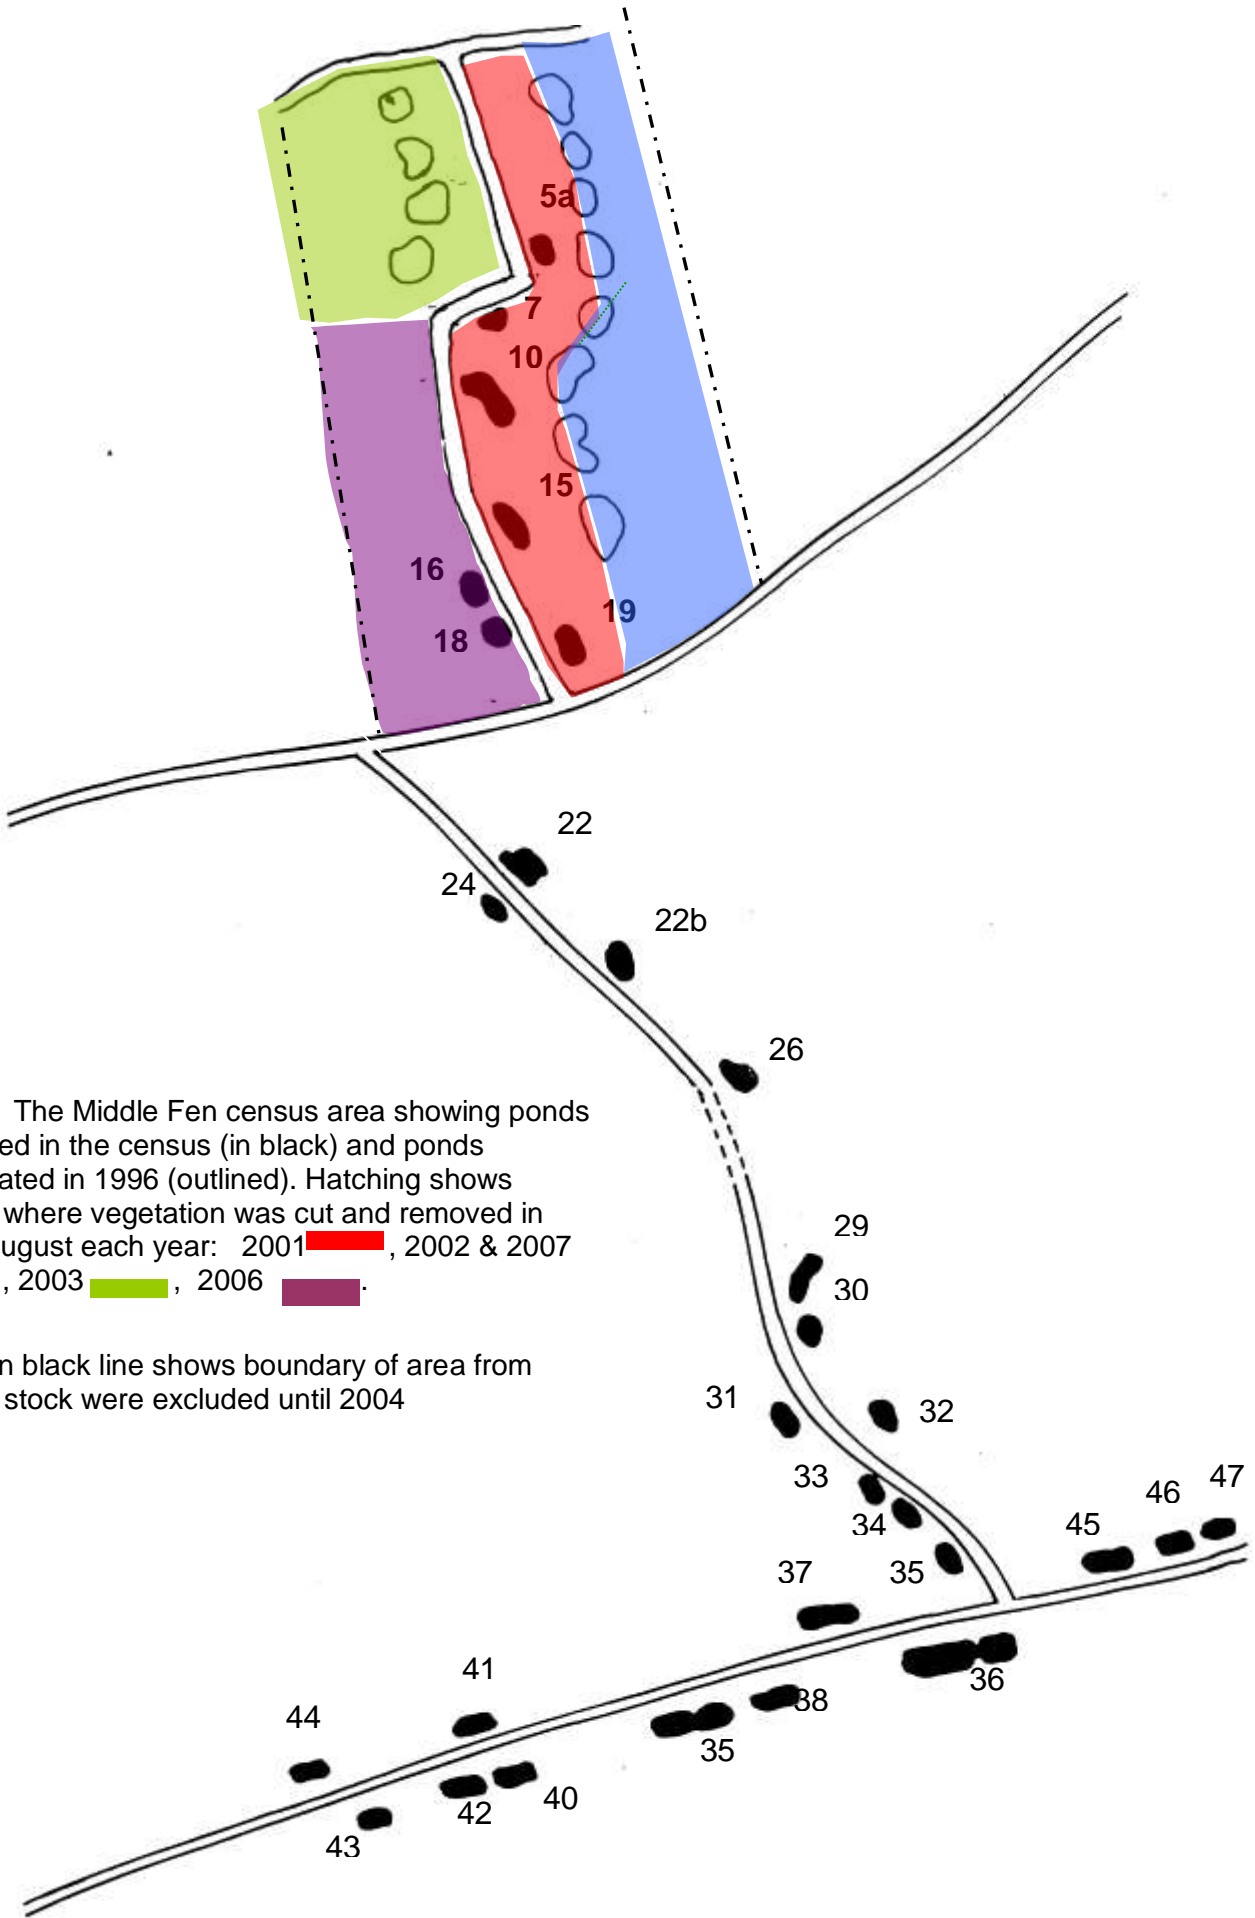 5a
7
10
15
16
19
18
22
24
22b
26
The Middle Fen census area showing ponds
ed in the census (in black) and ponds
ated in 1996 (outlined). Hatching shows
where vegetation was cut and removed in
ugust each year: 2001 , 2002 & 2007
, 2003 , 2006 .
n black line shows boundary of area from
stock were excluded until 2004
29
30
31
32
33
34
35
45
46
47
37
36
38
35
41
44
40
42
43